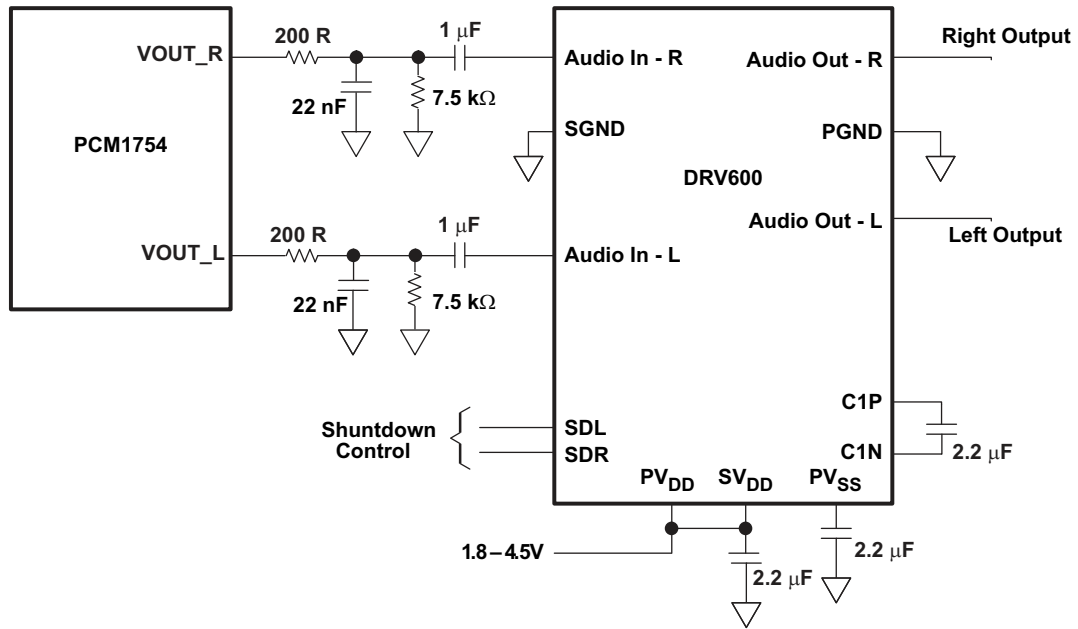 VOUT_R
200 R
22 nF
7.5 kΩ
1 μF
Audio In - R
Audio Out - R
Right Output
PCM1754
SGND
PGND
DRV600
VOUT_L
200 R
22 nF
7.5 kΩ
1 μF
Audio In - L
Audio Out - L
Left Output
Shuntdown
Control
SDL
SDR
C1P
C1N
2.2 μF
PVDD
SVDD
PVSS
1.8–4.5V
2.2 μF
2.2 μF